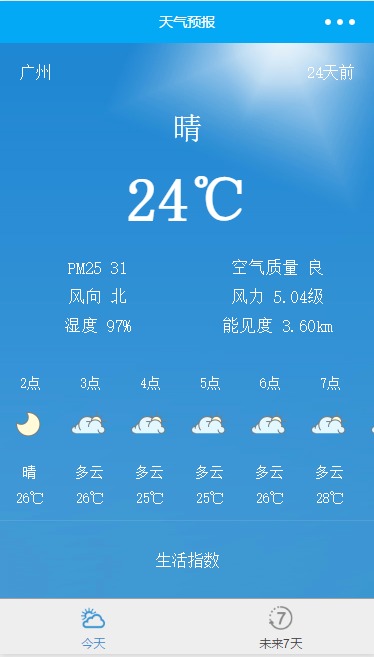 天气预报
广州 24天前
晴
24℃
PM25 31 空气质量 良
风向 北 风力 5.04级
湿度 97% 能见度 3.60km
2点 3点 4点 5点 6点 7点
晴 多云 多云 多云 多云 多云
26℃ 26℃ 25℃ 25℃ 26℃ 28℃
生活指数
7
今天 未来7天